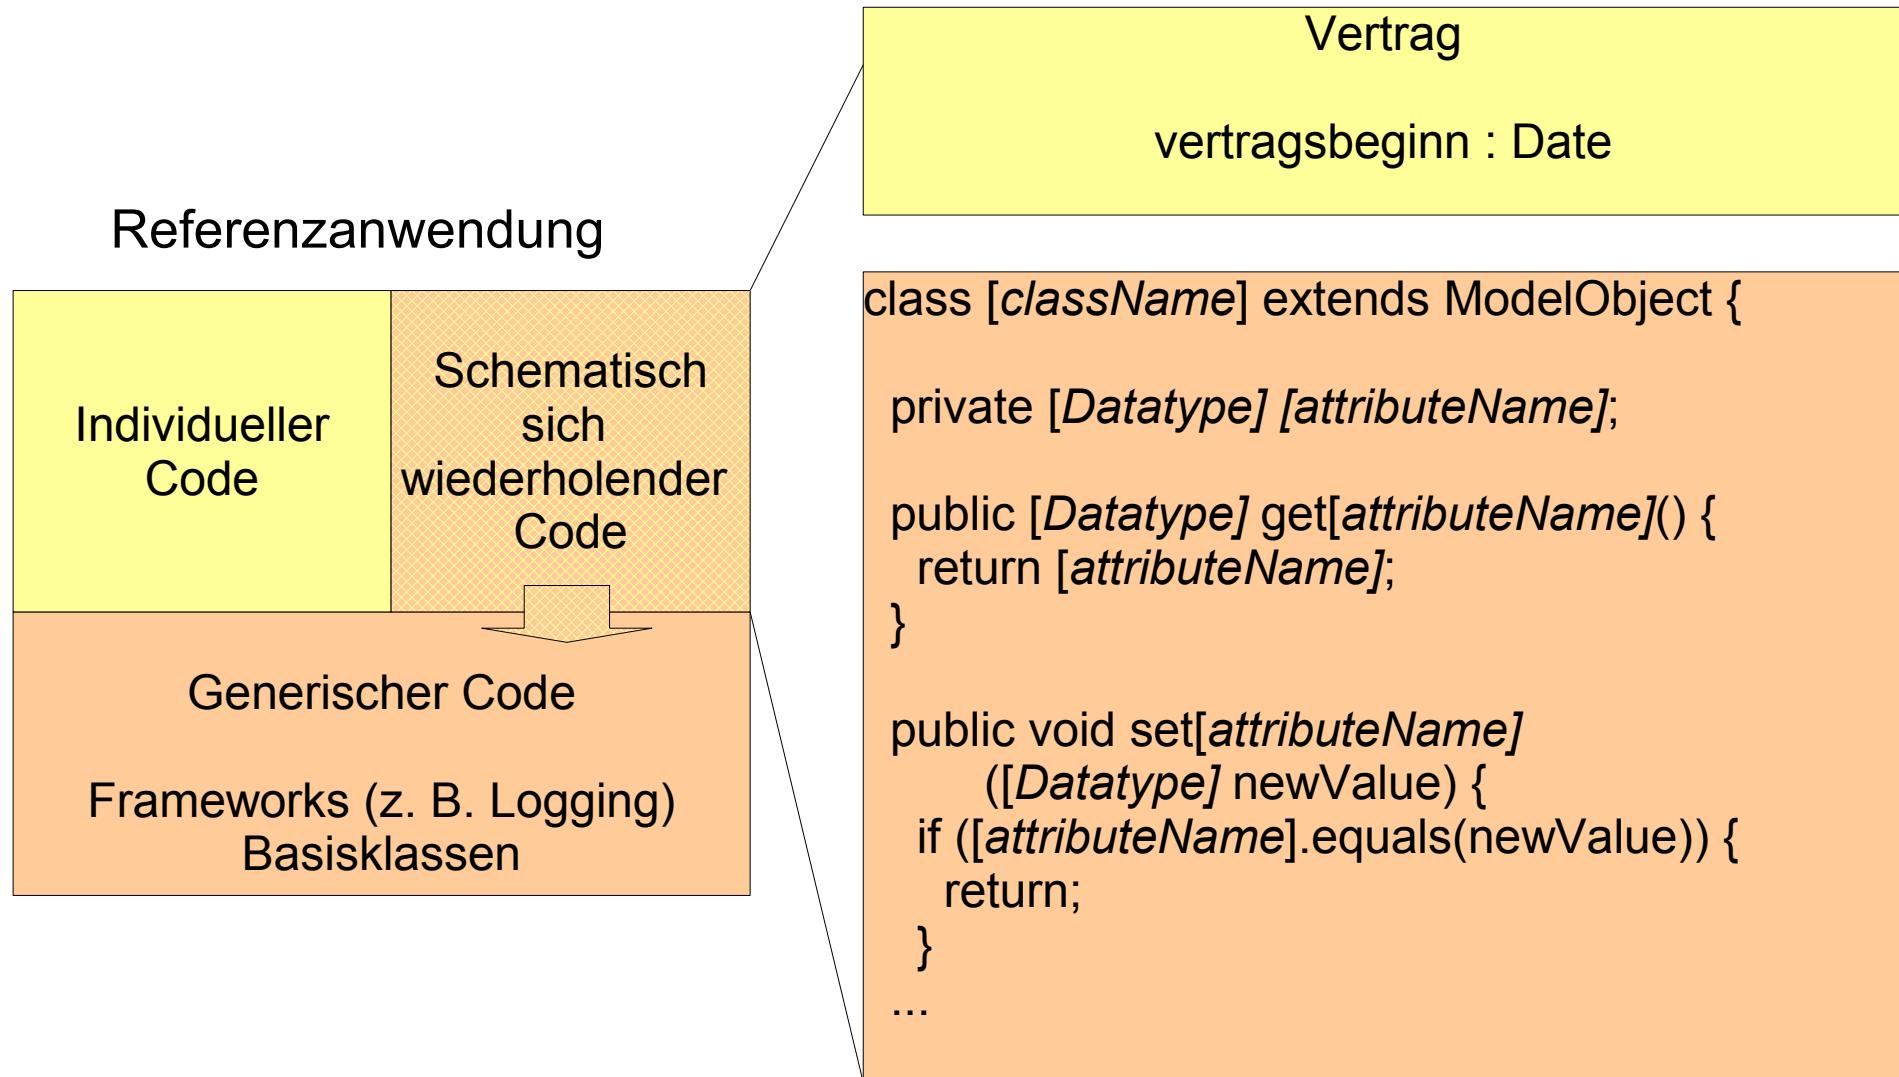 Referenzanwendung
Individueller
Code
Schematisch
sich
wiederholender
Code
Generischer Code
Frameworks (z. B. Logging)
Basisklassen
Vertrag
vertragsbeginn : Date
class [className] extends ModelObject {
private [Datatype] [attributeName];
public [Datatype] get[attributeName]() {
return [attributeName];
}
public void set[attributeName]
([Datatype] newValue) {
if ([attributeName].equals(newValue)) {
return;
}
...